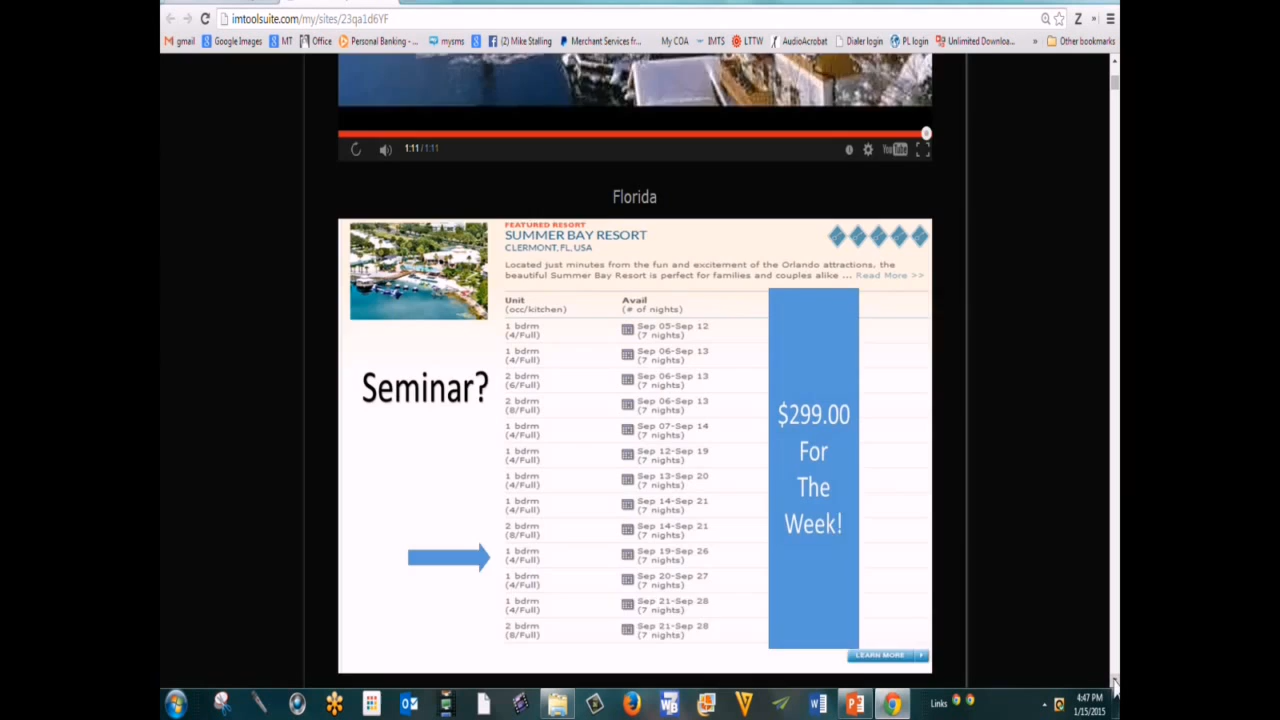 imtoolsuite.com/my/sites/23qa1d6YF
Z »
gmail Google Images MT Office Personal Banking -... mysms (2) Mike Stalling Merchant Services fr... My COA IMTS LTTW AudioAcrobat Dialer login PL login Unlimited Downloa... » Other bookmarks
1:11 / 1:11
YouTube
Florida
FEATURED RESORT
SUMMER BAY RESORT
CLERMONT, FL, USA
Located just minutes from the fun and excitement of the Orlando attractions, the
beautiful Summer Bay Resort is perfect for families and couples alike ... Read More >>
Unit Avail
(occ/kitchen) (# of nights)
1 bdrm Sep 05-Sep 12
(4/Full) (7 nights)
1 bdrm Sep 06-Sep 13
(4/Full) (7 nights)
2 bdrm Sep 06-Sep 13
(6/Full) (7 nights)
2 bdrm Sep 06-Sep 13
(8/Full) (7 nights)
1 bdrm Sep 07-Sep 14
(4/Full) (7 nights)
1 bdrm Sep 12-Sep 19
(4/Full) (7 nights)
1 bdrm Sep 13-Sep 20
(4/Full) (7 nights)
1 bdrm Sep 14-Sep 21
(4/Full) (7 nights)
2 bdrm Sep 14-Sep 21
(8/Full) (7 nights)
1 bdrm Sep 19-Sep 26
(4/Full) (7 nights)
1 bdrm Sep 20-Sep 27
(4/Full) (7 nights)
1 bdrm Sep 21-Sep 28
(4/Full) (7 nights)
2 bdrm Sep 21-Sep 28
(8/Full) (7 nights)
Seminar?
$299.00
For
The
Week!
LEARN MORE
Links
4:47 PM
1/15/2015